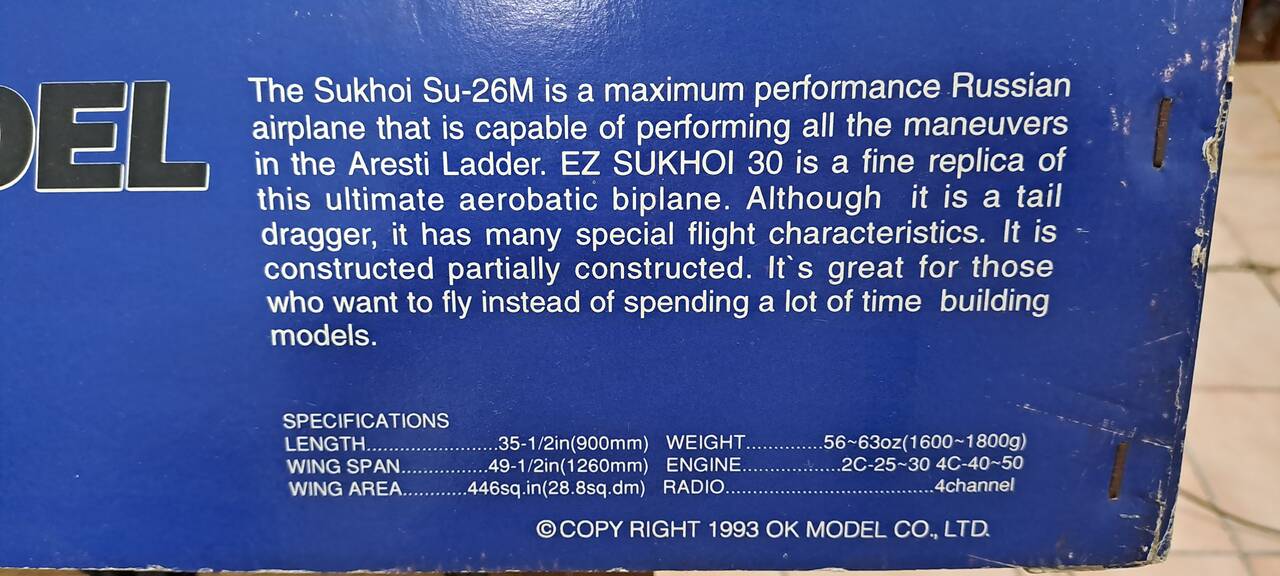 DEL
The Sukhoi Su-26M is a maximum performance Russian
airplane that is capable of performing all the maneuvers
in the Aresti Ladder. EZ SUKHOI 30 is a fine replica of
this ultimate aerobatic biplane. Although it is a tail
dragger, it has many special flight characteristics. It is
constructed partially constructed. It`s great for those
who want to fly instead of spending a lot of time building
models.
SPECIFICATIONS
LENGTH......................35-1/2in(900mm) WEIGHT.............56~63oz(1600~1800g)
WING SPAN...............49-1/2in(1260mm) ENGINE.................2C-25~30 4C-40~50
WING AREA...........446sq.in(28.8sq.dm) RADIO...................................4channel
©COPY RIGHT 1993 OK MODEL CO., LTD.